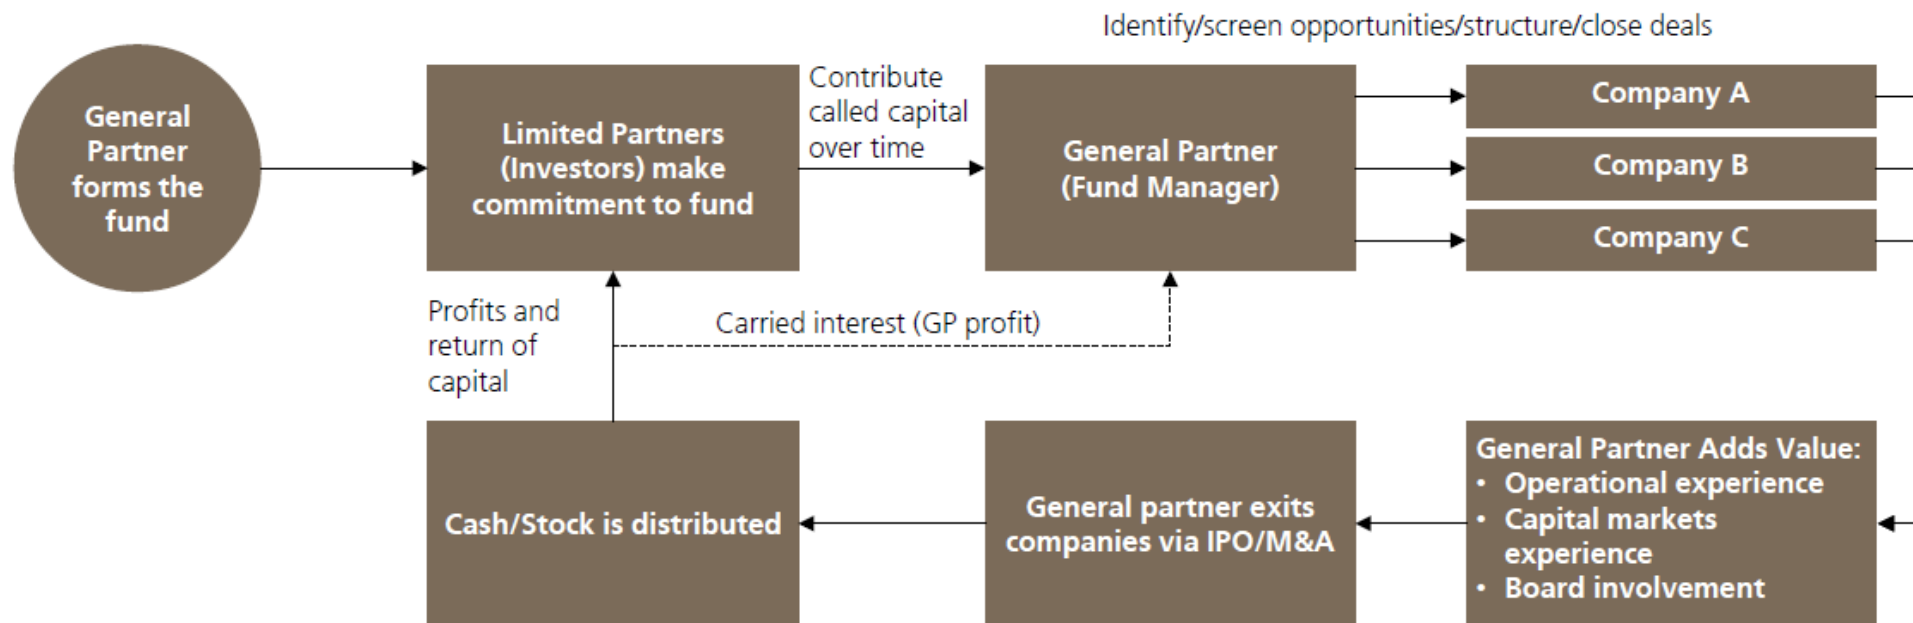 Identify/screen opportunities/structure/close deals
General
Partner
forms the
fund
Limited Partners
(Investors) make
commitment to fund
Contribute
called capital
over time
General Partner
(Fund Manager)
Company A
Company B
Company C
Profits and
return of
capital
Carried interest (GP profit)
Cash/Stock is distributed
General partner exits
companies via IPO/M&A
General Partner Adds Value:
• Operational experience
• Capital markets
experience
• Board involvement